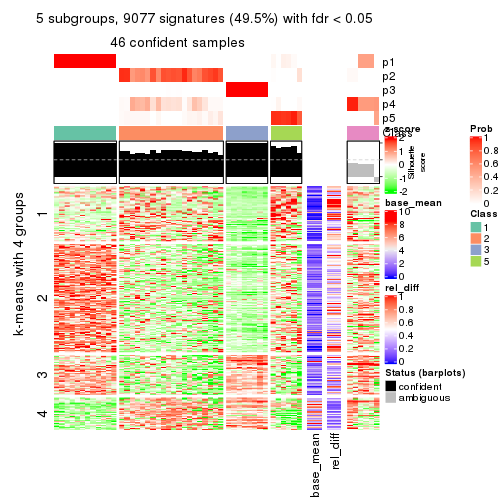 5 subgroups, 9077 signatures (49.5%) with fdr < 0.05
46 confident samples
p1
p2
p3
p4
p5
Class
z-score
2
1
0
-1
-2
Silhouette
score
Prob
1
0.8
0.6
0.4
0.2
0
base_mean
10
8
6
4
2
0
Class
1
2
3
5
rel_diff
1
0.8
0.6
0.4
0.2
0
Status (barplots)
confident
ambiguous
k-means with 4 groups
1
2
3
4
base_mean
rel_diff